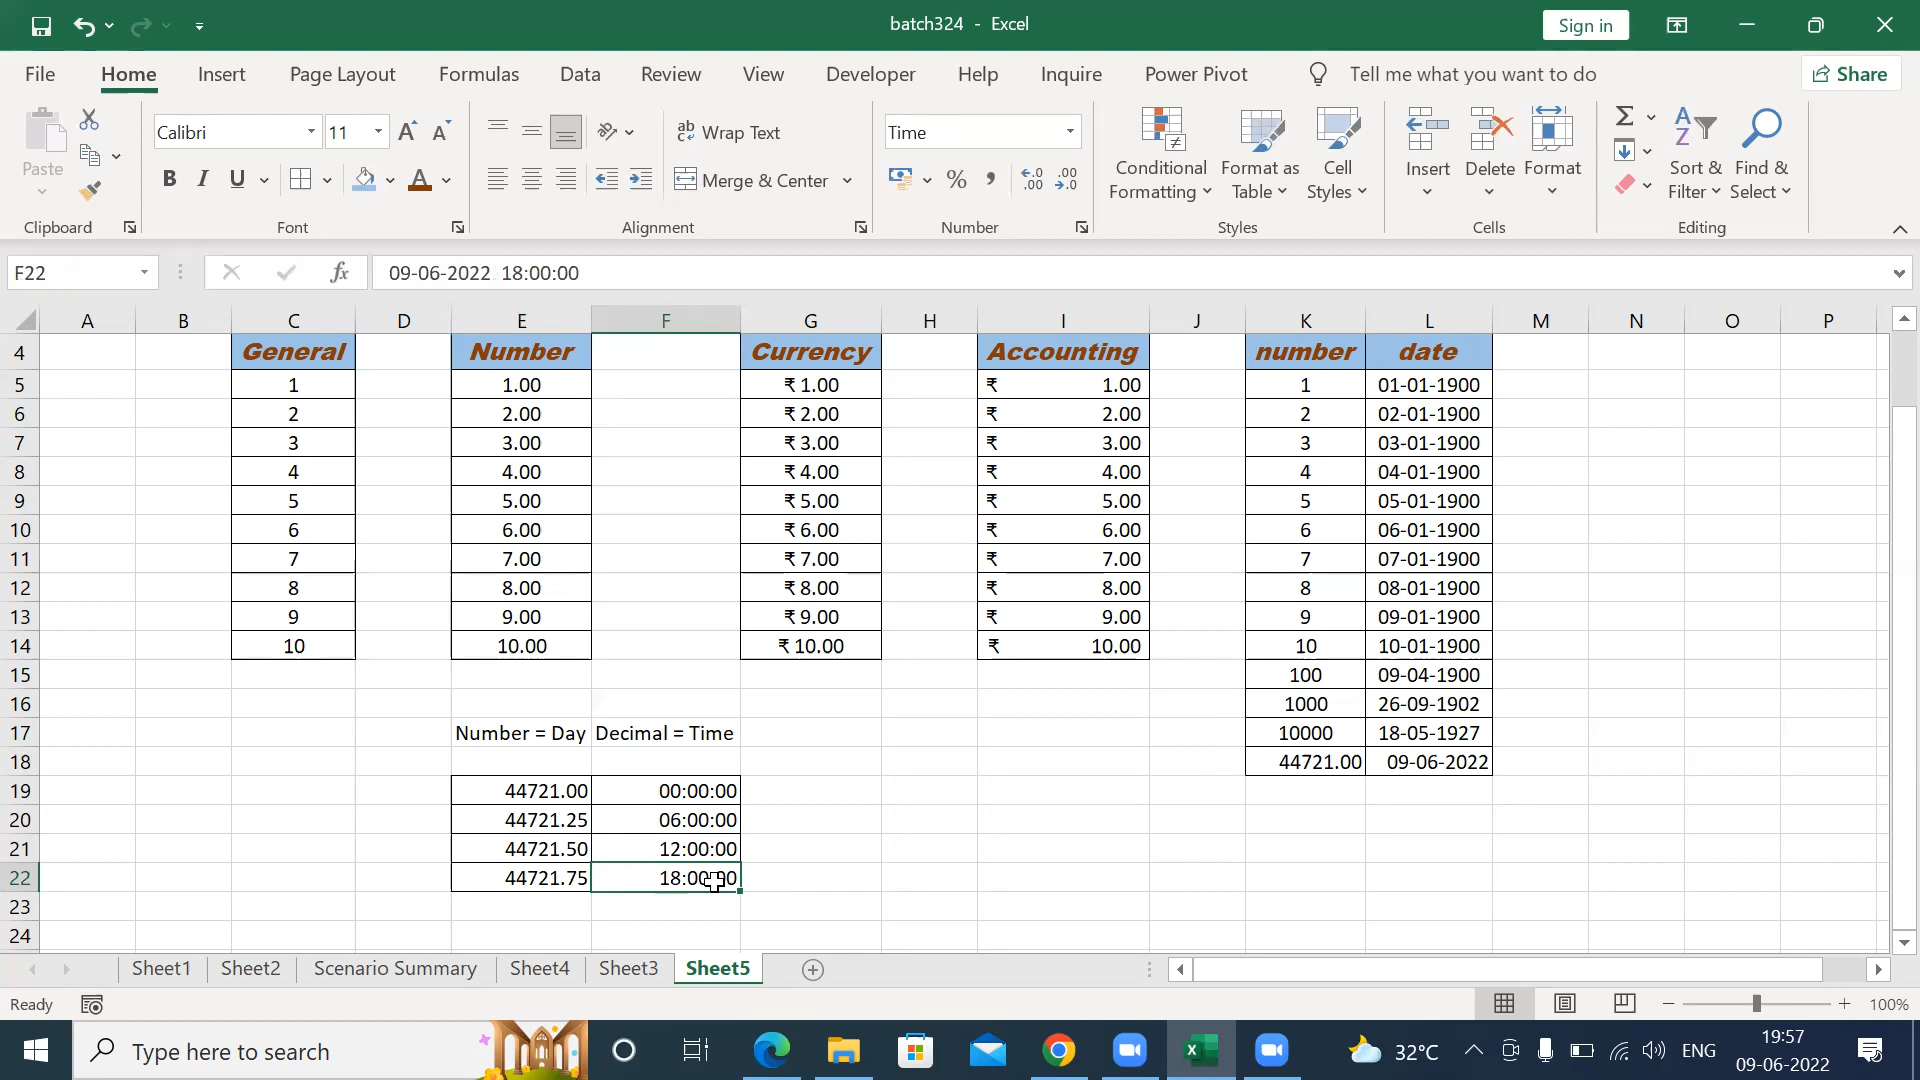 batch324 - Excel
Sign in
File Home Insert Page Layout Formulas Data Review View Developer Help Inquire Power Pivot Tell me what you want to do Share
Paste
Clipboard
Calibri 11
B I U
Font
ab Wrap Text
Merge & Center
Alignment
Time
Number
Conditional Formatting
Format as Table
Cell Styles
Styles
Insert Delete Format
Cells
Sort & Filter
Find & Select
Editing
F22 fx 09-06-2022 18:00:00
A B C D E F G H I J K L M N O P
4 General Number Currency Accounting number date
5 1 1.00 ₹ 1.00 ₹ 1.00 1 01-01-1900
6 2 2.00 ₹ 2.00 ₹ 2.00 2 02-01-1900
7 3 3.00 ₹ 3.00 ₹ 3.00 3 03-01-1900
8 4 4.00 ₹ 4.00 ₹ 4.00 4 04-01-1900
9 5 5.00 ₹ 5.00 ₹ 5.00 5 05-01-1900
10 6 6.00 ₹ 6.00 ₹ 6.00 6 06-01-1900
11 7 7.00 ₹ 7.00 ₹ 7.00 7 07-01-1900
12 8 8.00 ₹ 8.00 ₹ 8.00 8 08-01-1900
13 9 9.00 ₹ 9.00 ₹ 9.00 9 09-01-1900
14 10 10.00 ₹ 10.00 ₹ 10.00 10 10-01-1900
15 100 09-04-1900
16 1000 26-09-1902
17 Number = Day Decimal = Time 10000 18-05-1927
18 44721.00 09-06-2022
19 44721.00 00:00:00
20 44721.25 06:00:00
21 44721.50 12:00:00
22 44721.75 18:00:00
23
24
Sheet1 Sheet2 Scenario Summary Sheet4 Sheet3 Sheet5
Ready 100%
Type here to search 32°C ENG 19:57
09-06-2022